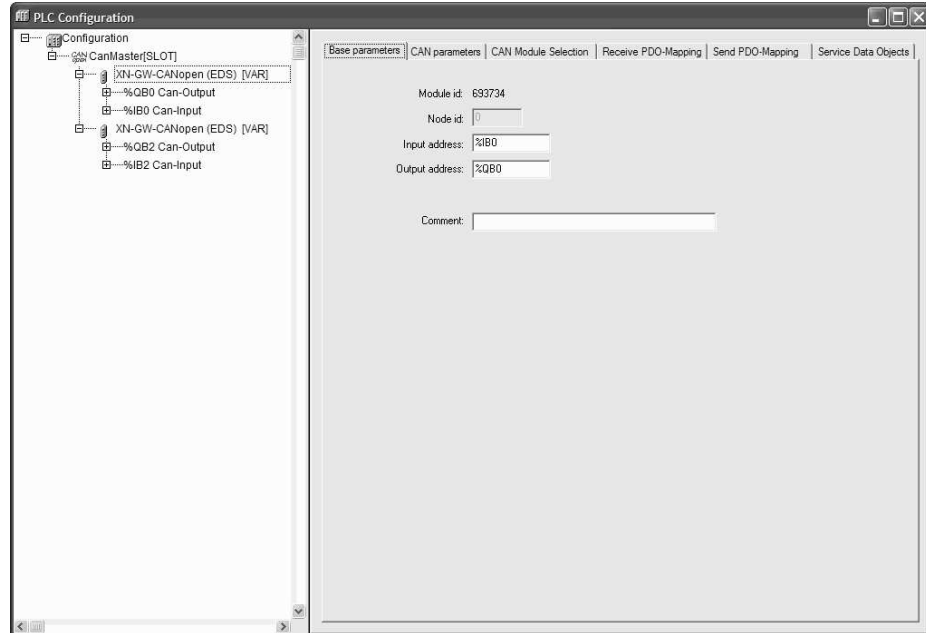 PLC Configuration
Configuration
CAN open CanMaster[SLOT]
XN-GW-CANopen (EDS) [VAR]
%QB0 Can-Output
%IB0 Can-Input
XN-GW-CANopen (EDS) [VAR]
%QB2 Can-Output
%IB2 Can-Input
Base parameters CAN parameters CAN Module Selection Receive PDO-Mapping Send PDO-Mapping Service Data Objects
Module id: 693734
Node id: 0
Input address: %IB0
Output address: %QB0
Comment: